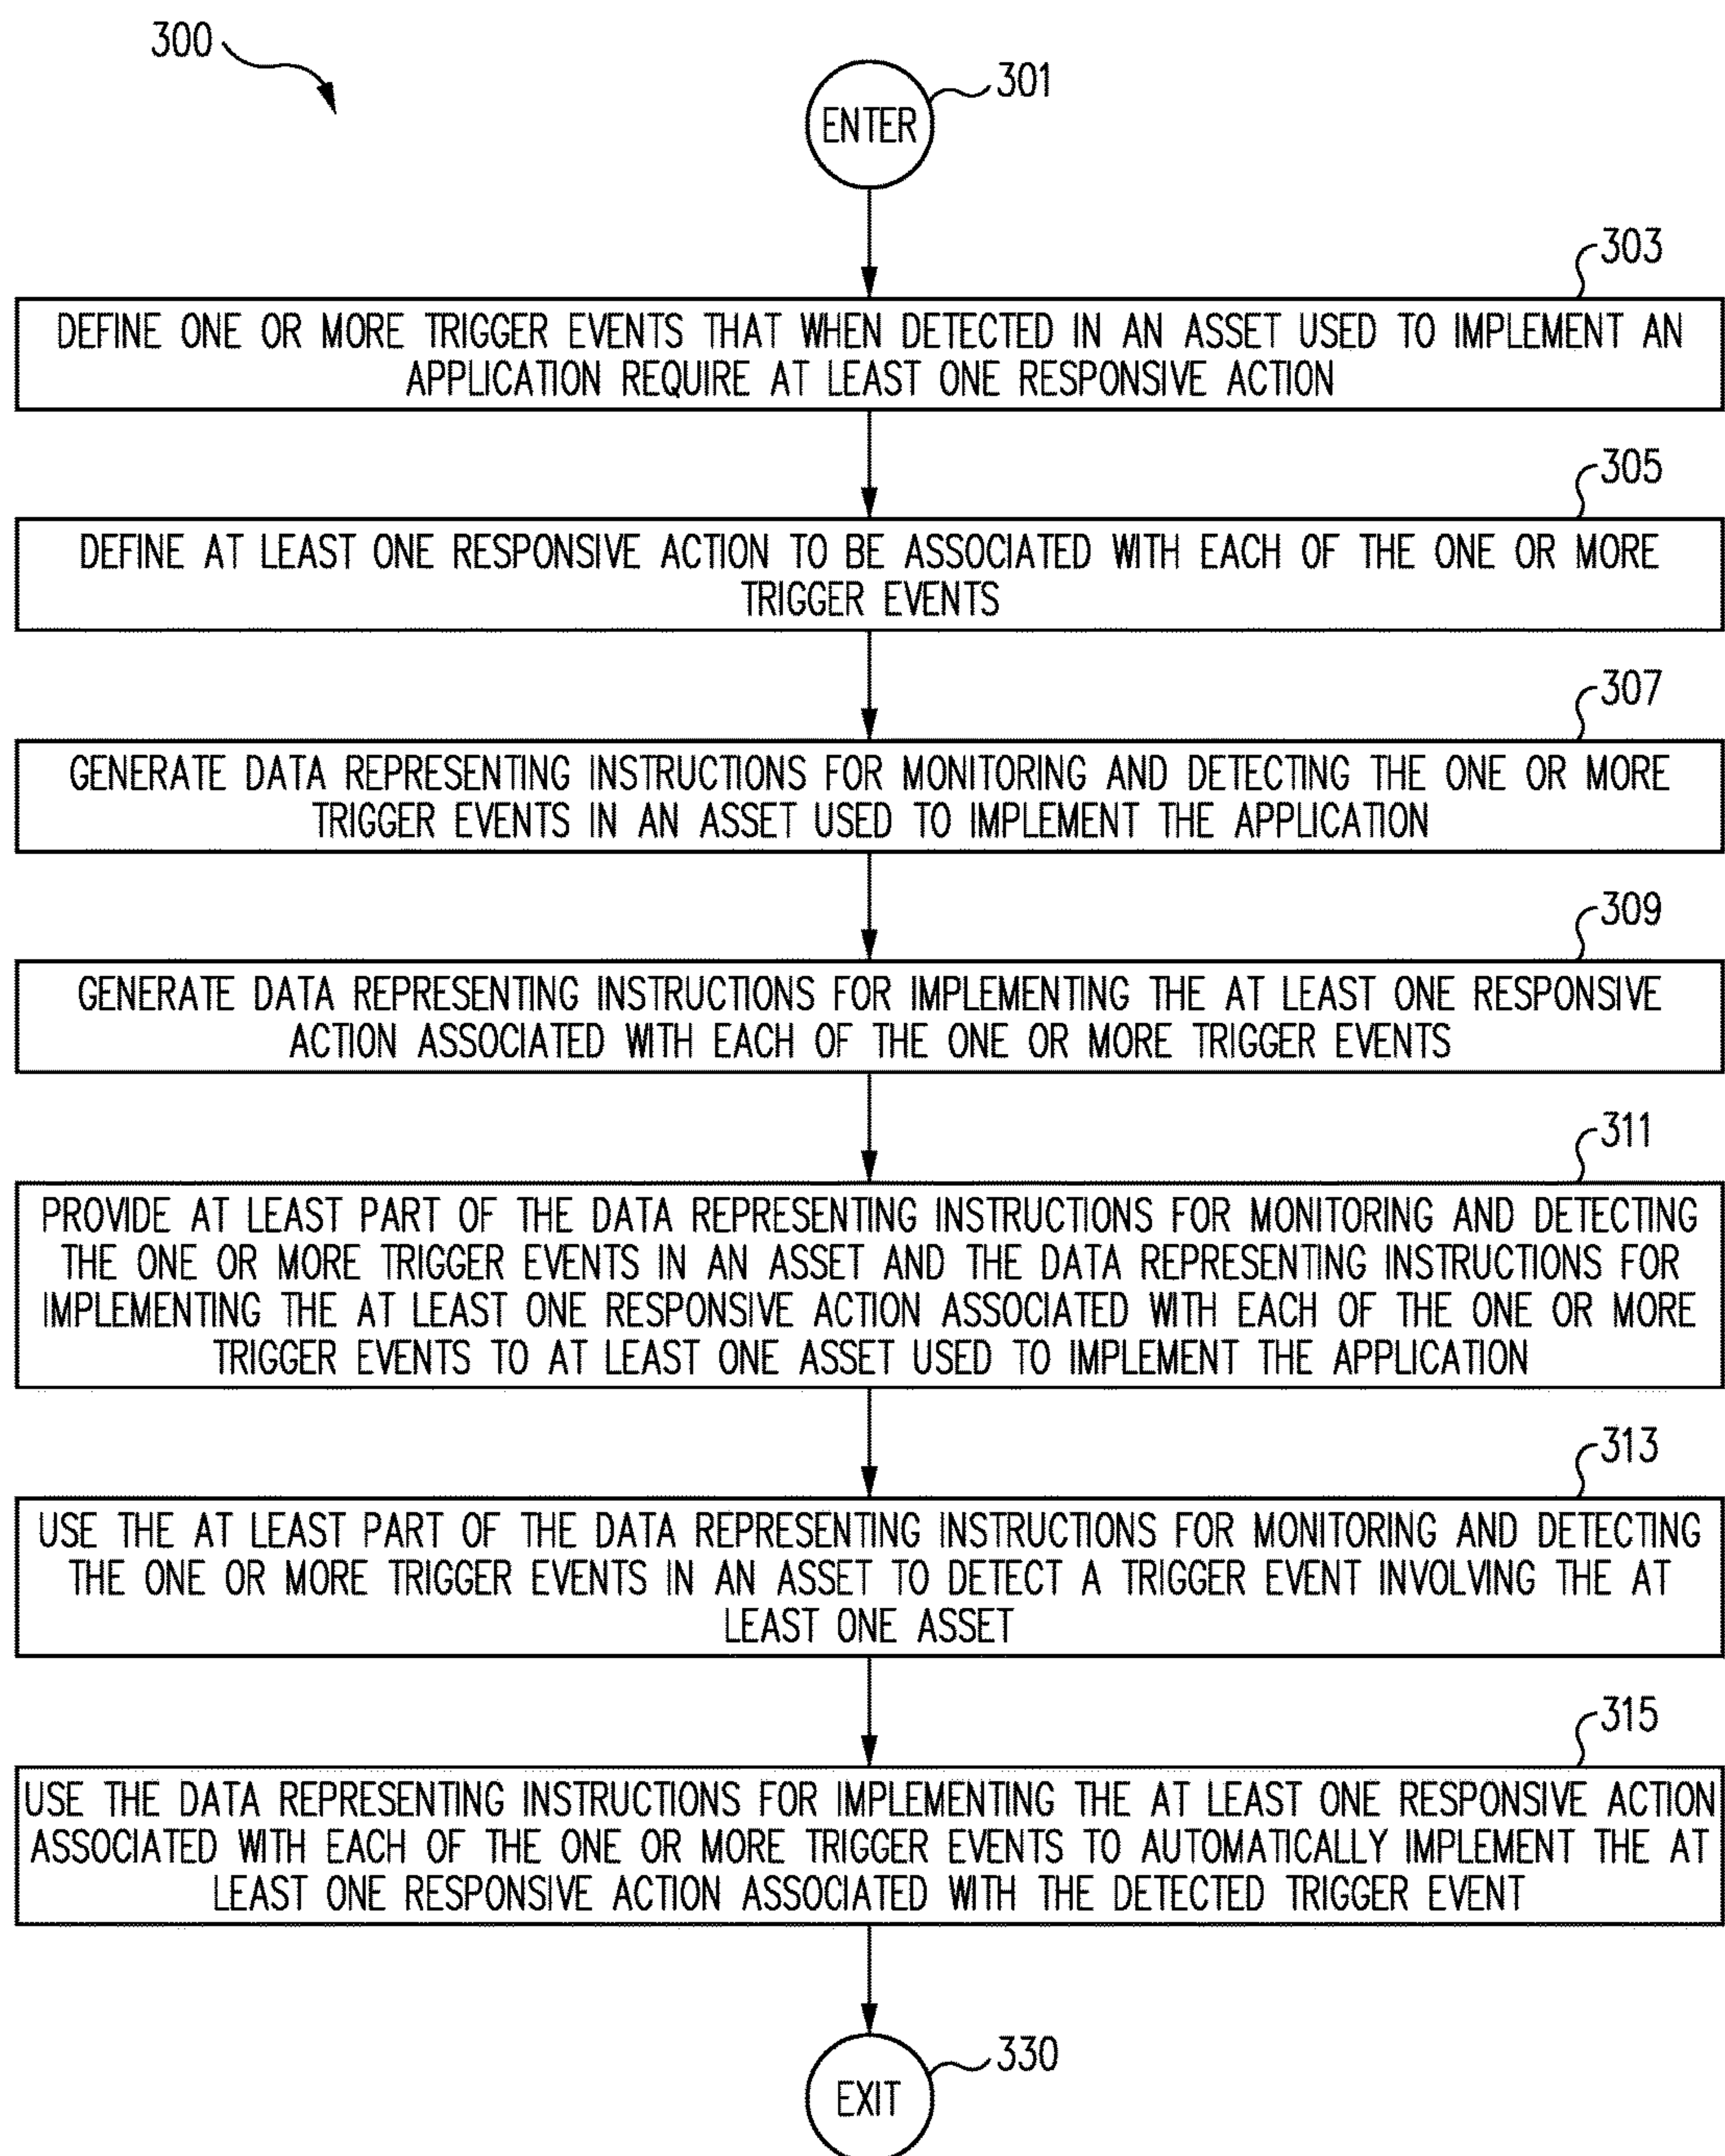 300
301
ENTER
303
DEFINE ONE OR MORE TRIGGER EVENTS THAT WHEN DETECTED IN AN ASSET USED TO IMPLEMENT AN
APPLICATION REQUIRE AT LEAST ONE RESPONSIVE ACTION
305
DEFINE AT LEAST ONE RESPONSIVE ACTION TO BE ASSOCIATED WITH EACH OF THE ONE OR MORE
TRIGGER EVENTS
307
GENERATE DATA REPRESENTING INSTRUCTIONS FOR MONITORING AND DETECTING THE ONE OR MORE
TRIGGER EVENTS IN AN ASSET USED TO IMPLEMENT THE APPLICATION
309
GENERATE DATA REPRESENTING INSTRUCTIONS FOR IMPLEMENTING THE AT LEAST ONE RESPONSIVE
ACTION ASSOCIATED WITH EACH OF THE ONE OR MORE TRIGGER EVENTS
311
PROVIDE AT LEAST PART OF THE DATA REPRESENTING INSTRUCTIONS FOR MONITORING AND DETECTING
THE ONE OR MORE TRIGGER EVENTS IN AN ASSET AND THE DATA REPRESENTING INSTRUCTIONS FOR
IMPLEMENTING THE AT LEAST ONE RESPONSIVE ACTION ASSOCIATED WITH EACH OF THE ONE OR MORE
TRIGGER EVENTS TO AT LEAST ONE ASSET USED TO IMPLEMENT THE APPLICATION
313
USE THE AT LEAST PART OF THE DATA REPRESENTING INSTRUCTIONS FOR MONITORING AND DETECTING
THE ONE OR MORE TRIGGER EVENTS IN AN ASSET TO DETECT A TRIGGER EVENT INVOLVING THE AT
LEAST ONE ASSET
315
USE THE DATA REPRESENTING INSTRUCTIONS FOR IMPLEMENTING THE AT LEAST ONE RESPONSIVE ACTION
ASSOCIATED WITH EACH OF THE ONE OR MORE TRIGGER EVENTS TO AUTOMATICALLY IMPLEMENT THE AT
LEAST ONE RESPONSIVE ACTION ASSOCIATED WITH THE DETECTED TRIGGER EVENT
330
EXIT